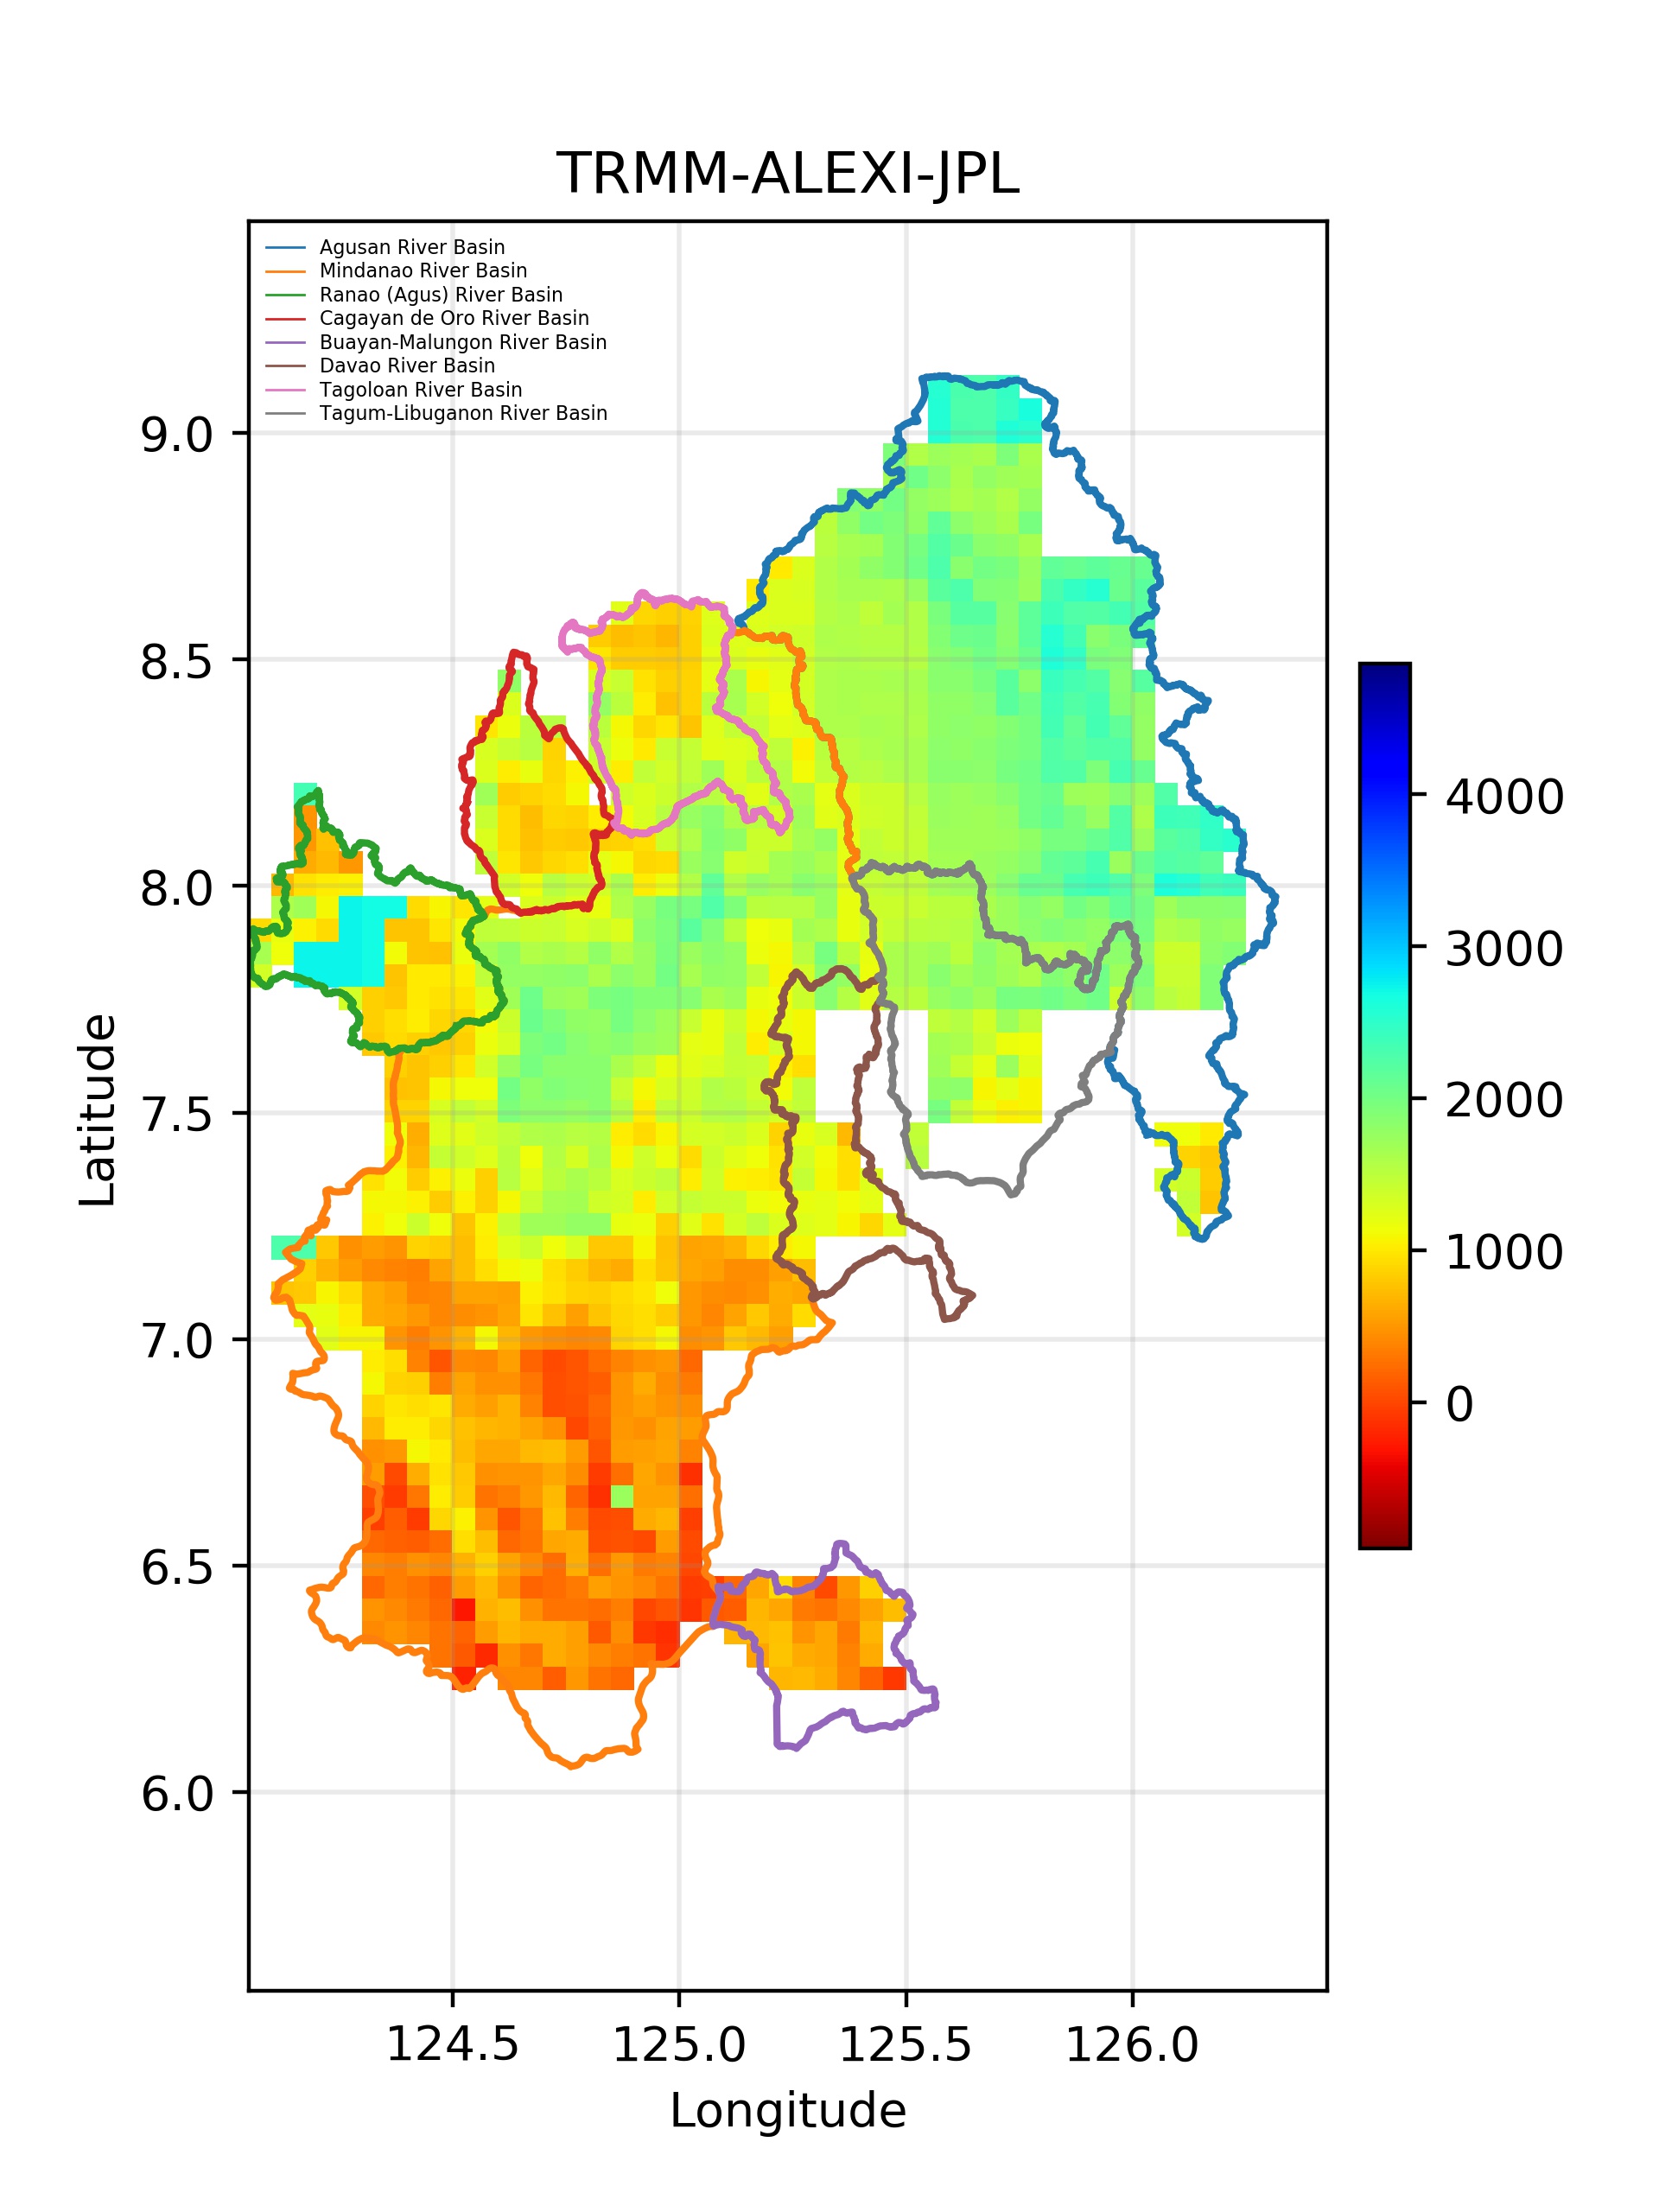 TRMM-ALEXI-JPL
Agusan River Basin
Mindanao River Basin
Ranao (Agus) River Basin
Cagayan de Oro River Basin
Buayan-Malungon River Basin
Davao River Basin
Tagoloan River Basin
Tagum-Libuganon River Basin
9.0
8.5
8.0
7.5
7.0
6.5
6.0
Latitude
124.5 125.0 125.5 126.0
Longitude
4000
3000
2000
1000
0